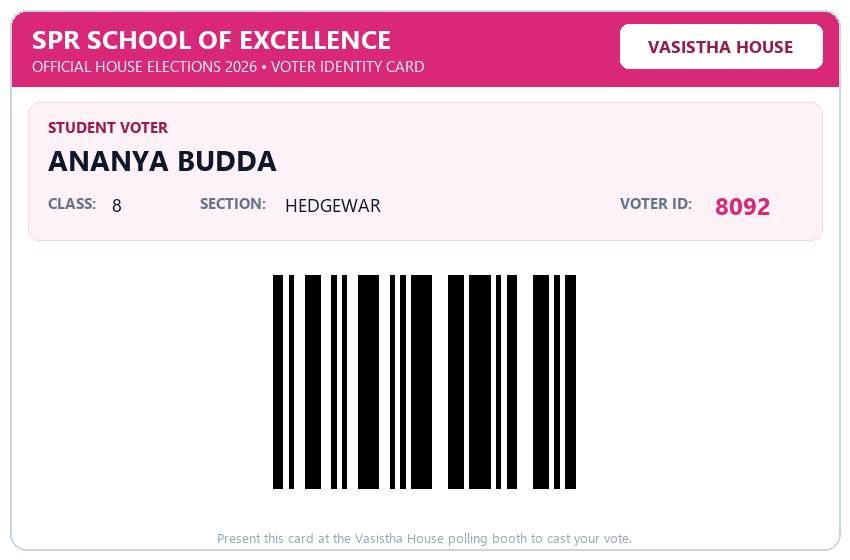 SPR SCHOOL OF EXCELLENCE
OFFICIAL HOUSE ELECTIONS 2026 • VOTER IDENTITY CARD
VASISTHA HOUSE
STUDENT VOTER
ANANYA BUDDA
CLASS: 8 SECTION: HEDGEWAR VOTER ID: 8092
Present this card at the Vasistha House polling booth to cast your vote.